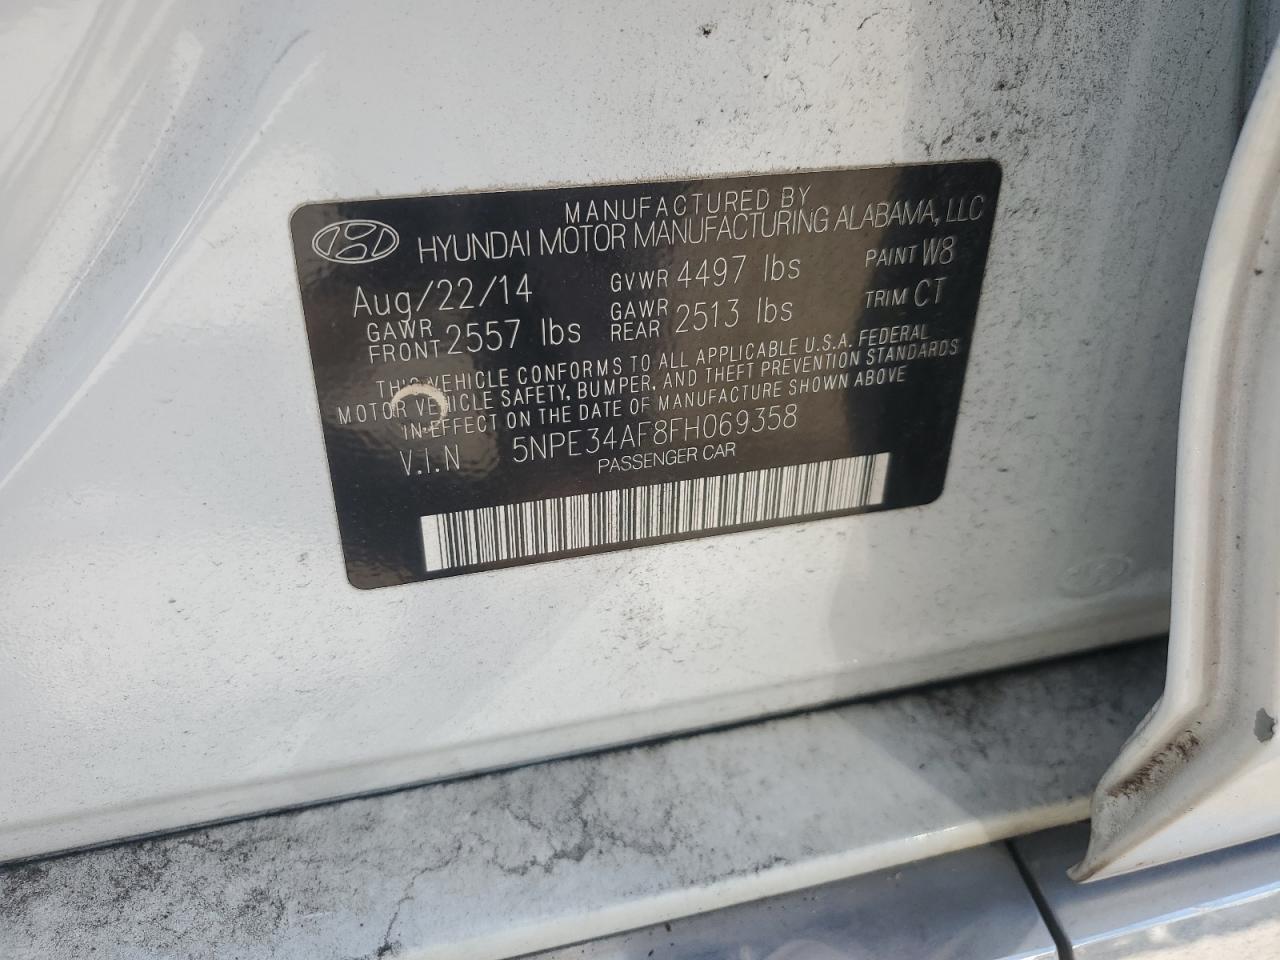 MANUFACTURED BY
HYUNDAI MOTOR MANUFACTURING ALABAMA, LLC
Aug/22/14 GVWR 4497 lbs PAINT W8
GAWR FRONT 2557 lbs GAWR REAR 2513 lbs TRIM CT
THIS VEHICLE CONFORMS TO ALL APPLICABLE U.S.A. FEDERAL
MOTOR VEHICLE SAFETY, BUMPER, AND THEFT PREVENTION STANDARDS
IN EFFECT ON THE DATE OF MANUFACTURE SHOWN ABOVE
V.I.N 5NPE34AF8FH069358
PASSENGER CAR